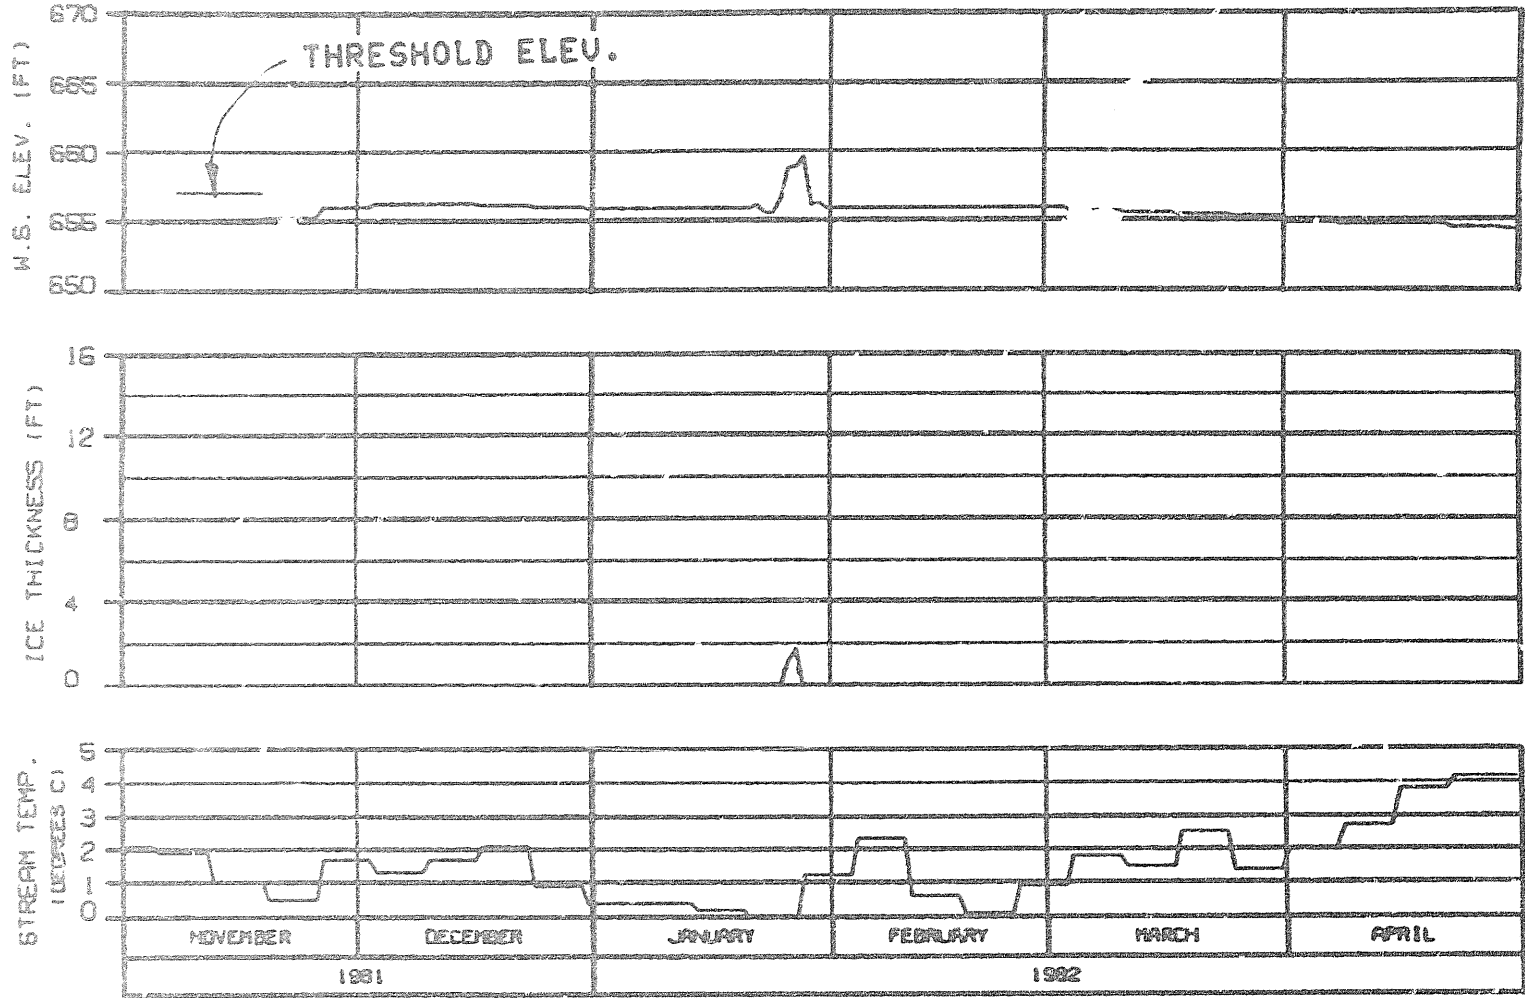 670
THRESHOLD ELEV.
665
660
655
650
W.S. ELEV. (FT)
16
12
8
4
0
ICE THICKNESS (FT)
5
4
3
2
1
0
STREAM TEMP.
(DEGREES C)
NOVEMBER DECEMBER JANUARY FEBRUARY MARCH APRIL
1981 1982